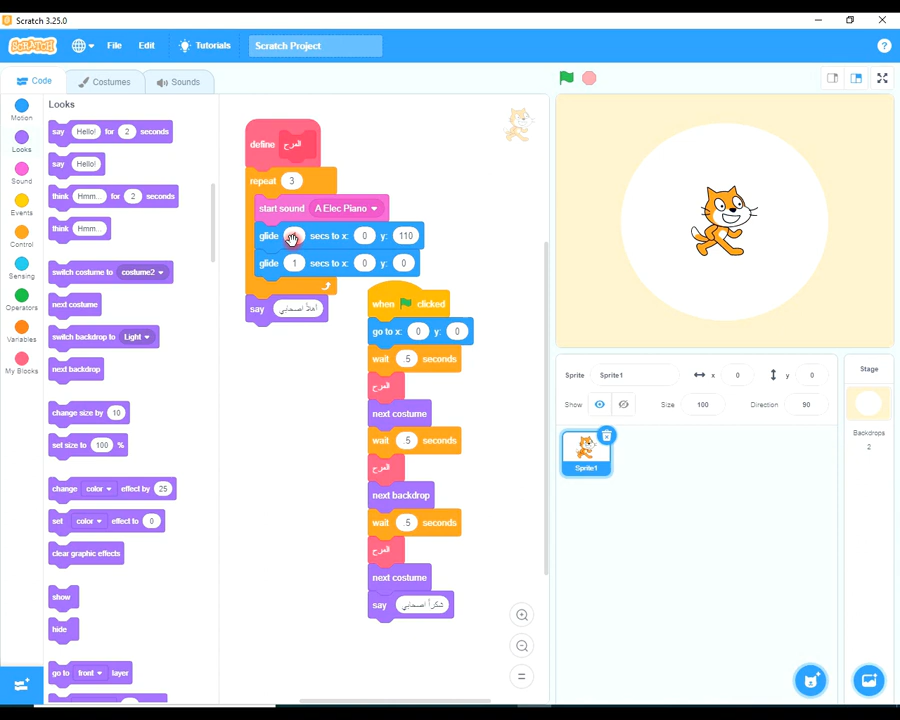 Scratch 3.25.0
SCRATCH File Edit Tutorials Scratch Project
Code Costumes Sounds
Motion
Looks
Sound
Events
Control
Sensing
Operators
Variables
My Blocks
Looks
say Hello! for 2 seconds
say Hello!
think Hmm... for 2 seconds
think Hmm...
switch costume to costume2
next costume
switch backdrop to Light
next backdrop
change size by 10
set size to 100 %
change color effect by 25
set color effect to 0
clear graphic effects
show
hide
go to front layer
define المرح
repeat 3
start sound A Elec Piano
glide secs to x: 0 y: 110
glide 1 secs to x: 0 y: 0
say أهلاً اصحابي
when clicked
go to x: 0 y: 0
wait .5 seconds
المرح
next costume
wait .5 seconds
المرح
next backdrop
wait .5 seconds
المرح
next costume
say شكراً اصحابي
Sprite Sprite1 x 0 y 0
Show Size 100 Direction 90
Sprite1
Stage
Backdrops
2